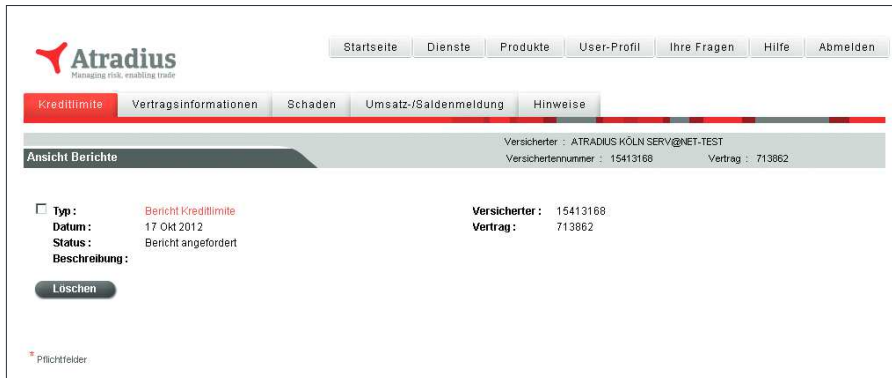 Atradius
Managing risk, enabling trade
Startseite Dienste Produkte User-Profil Ihre Fragen Hilfe Abmelden
Kreditlimite Vertragsinformationen Schaden Umsatz-/Saldenmeldung Hinweise
Versicherter : ATRADIUS KÖLN SERV@NET-TEST
Ansicht Berichte Versichertennummer : 15413168 Vertrag : 713862
Typ : Bericht Kreditlimite Versicherter : 15413168
Datum : 17 Okt 2012 Vertrag : 713862
Status : Bericht angefordert
Beschreibung :
Löschen
* Pflichtfelder